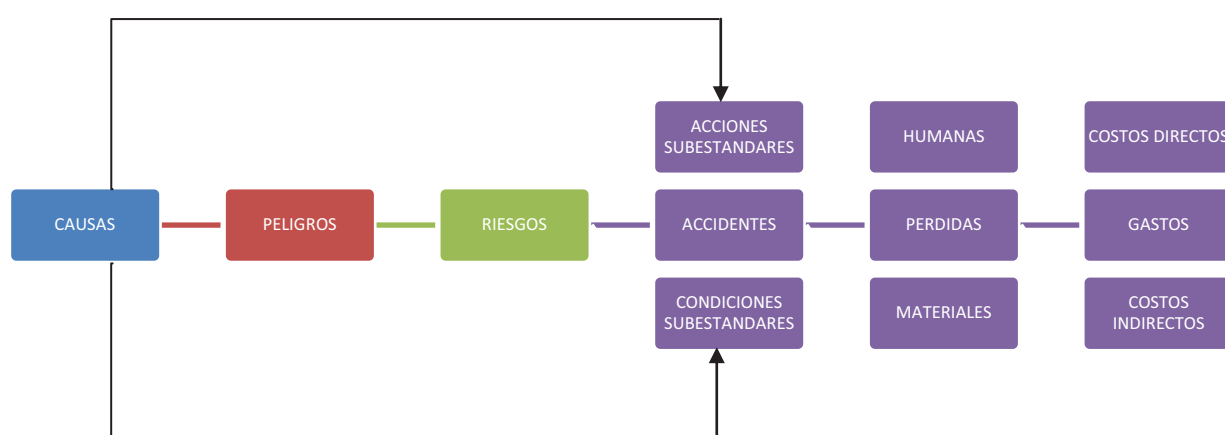 ACCIONES
SUBESTANDARES
HUMANAS
COSTOS DIRECTOS
CAUSAS
PELIGROS
RIESGOS
ACCIDENTES
PERDIDAS
GASTOS
CONDICIONES
SUBESTANDARES
MATERIALES
COSTOS
INDIRECTOS